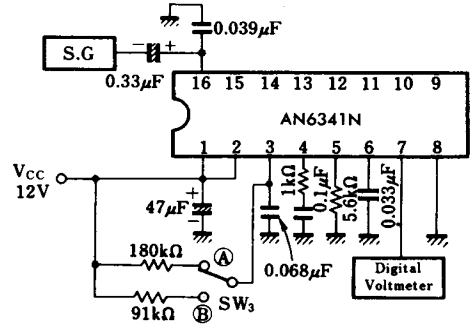 0.039μF
S.G
− +
0.33μF
16 15 14 13 12 11 10 9
AN6341N
1 2 3 4 5 6 7 8
VCC
12V
+
47μF
−
1kΩ
0.1μF
5.6kΩ
0.033μF
180kΩ
Ⓐ
0.068μF
91kΩ
Ⓑ
SW3
Digital
Voltmeter